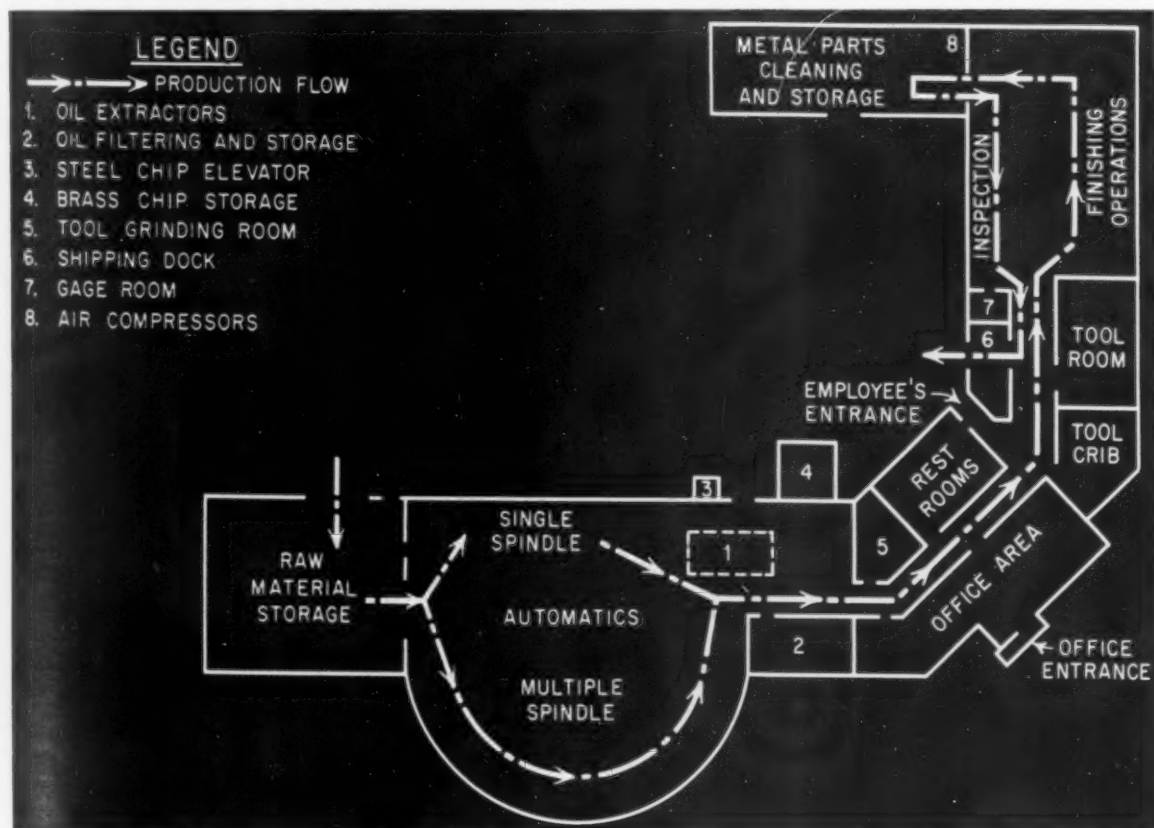 LEGEND
PRODUCTION FLOW
1. OIL EXTRACTORS
2. OIL FILTERING AND STORAGE
3. STEEL CHIP ELEVATOR
4. BRASS CHIP STORAGE
5. TOOL GRINDING ROOM
6. SHIPPING DOCK
7. GAGE ROOM
8. AIR COMPRESSORS
METAL PARTS
CLEANING
AND STORAGE
8
INSPECTION
FINISHING
OPERATIONS
7
6
TOOL
ROOM
EMPLOYEE'S
ENTRANCE
TOOL
CRIB
REST
ROOMS
4
3
5
1
SINGLE
SPINDLE
RAW
MATERIAL
STORAGE
AUTOMATICS
MULTIPLE
SPINDLE
2
OFFICE AREA
OFFICE
ENTRANCE